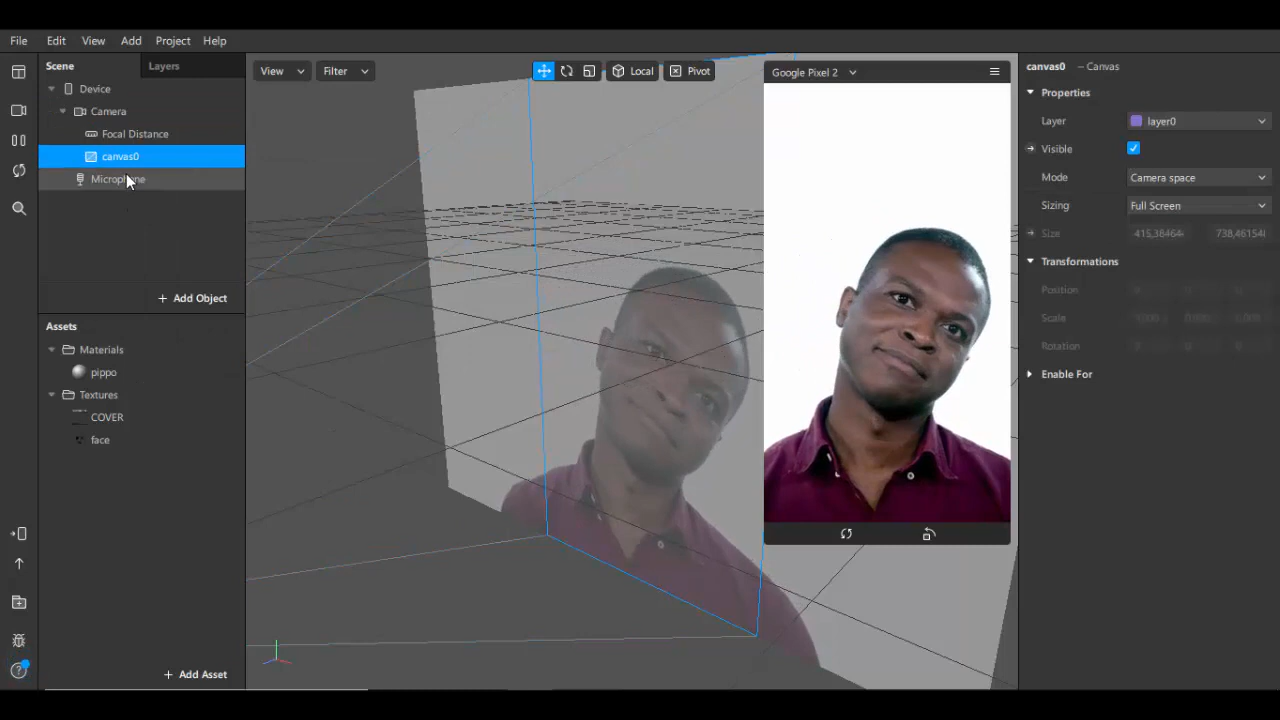 File Edit View Add Project Help
Scene Layers
Device
Camera
Focal Distance
canvas0
Microphone
+ Add Object
Assets
Materials
pippo
Textures
COVER
face
+ Add Asset
View Filter Local Pivot
Google Pixel 2
canvas0 – Canvas
Properties
Layer layer0
Visible
Mode Camera space
Sizing Full Screen
Size
Transformations
Position
Scale
Rotation
Enable For